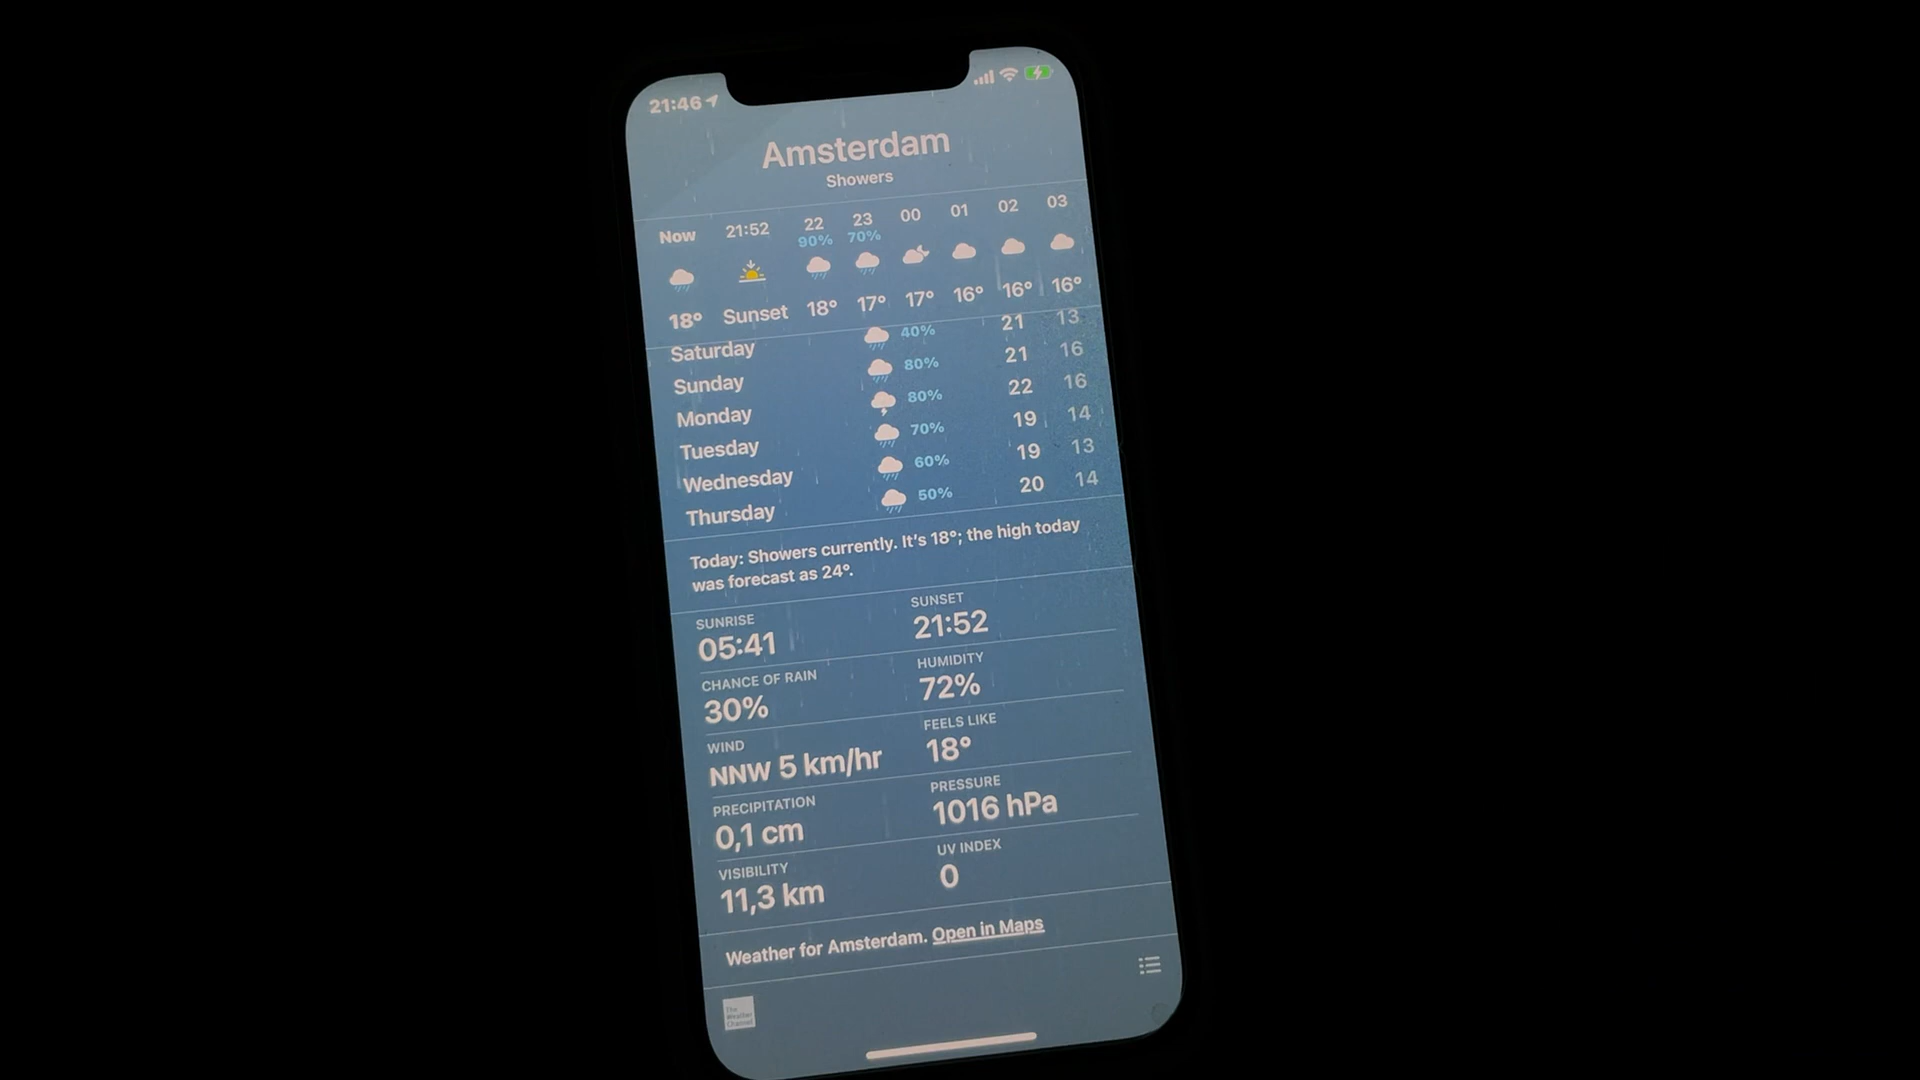 21:46
Amsterdam
Showers
Now 21:52 22 23 00 01 02 03
90% 70%
18° Sunset 18° 17° 17° 16° 16° 16°
Saturday 40% 21 13
Sunday 80% 21 16
Monday 80% 22 16
Tuesday 70% 19 14
Wednesday 60% 19 13
Thursday 50% 20 14
Today: Showers currently. It's 18°; the high today
was forecast as 24°.
SUNRISE SUNSET
05:41 21:52
CHANCE OF RAIN HUMIDITY
30% 72%
WIND FEELS LIKE
NNW 5 km/hr 18°
PRECIPITATION PRESSURE
0,1 cm 1016 hPa
VISIBILITY UV INDEX
11,3 km 0
Weather for Amsterdam. Open in Maps
The
Weather
Channel